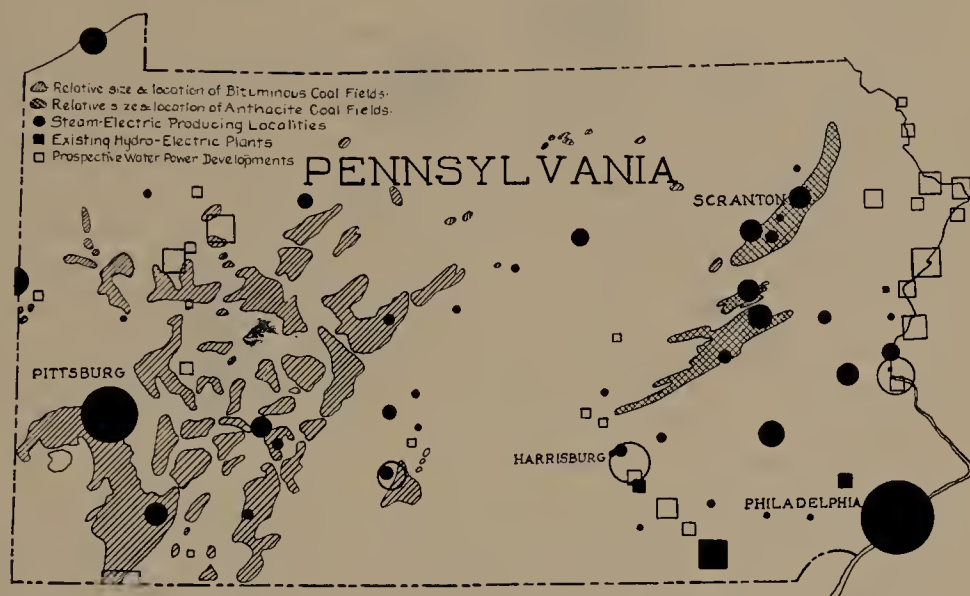 Relative size & location of Bituminous Coal Fields.
Relative size & location of Anthacite Coal Fields.
Steam-Electric Producing Localities
Existing Hydro-Electric Plants
Prospective Water Power Developments
PENNSYLVANIA
SCRANTON
PITTSBURG
HARRISBURG
PHILADELPHIA